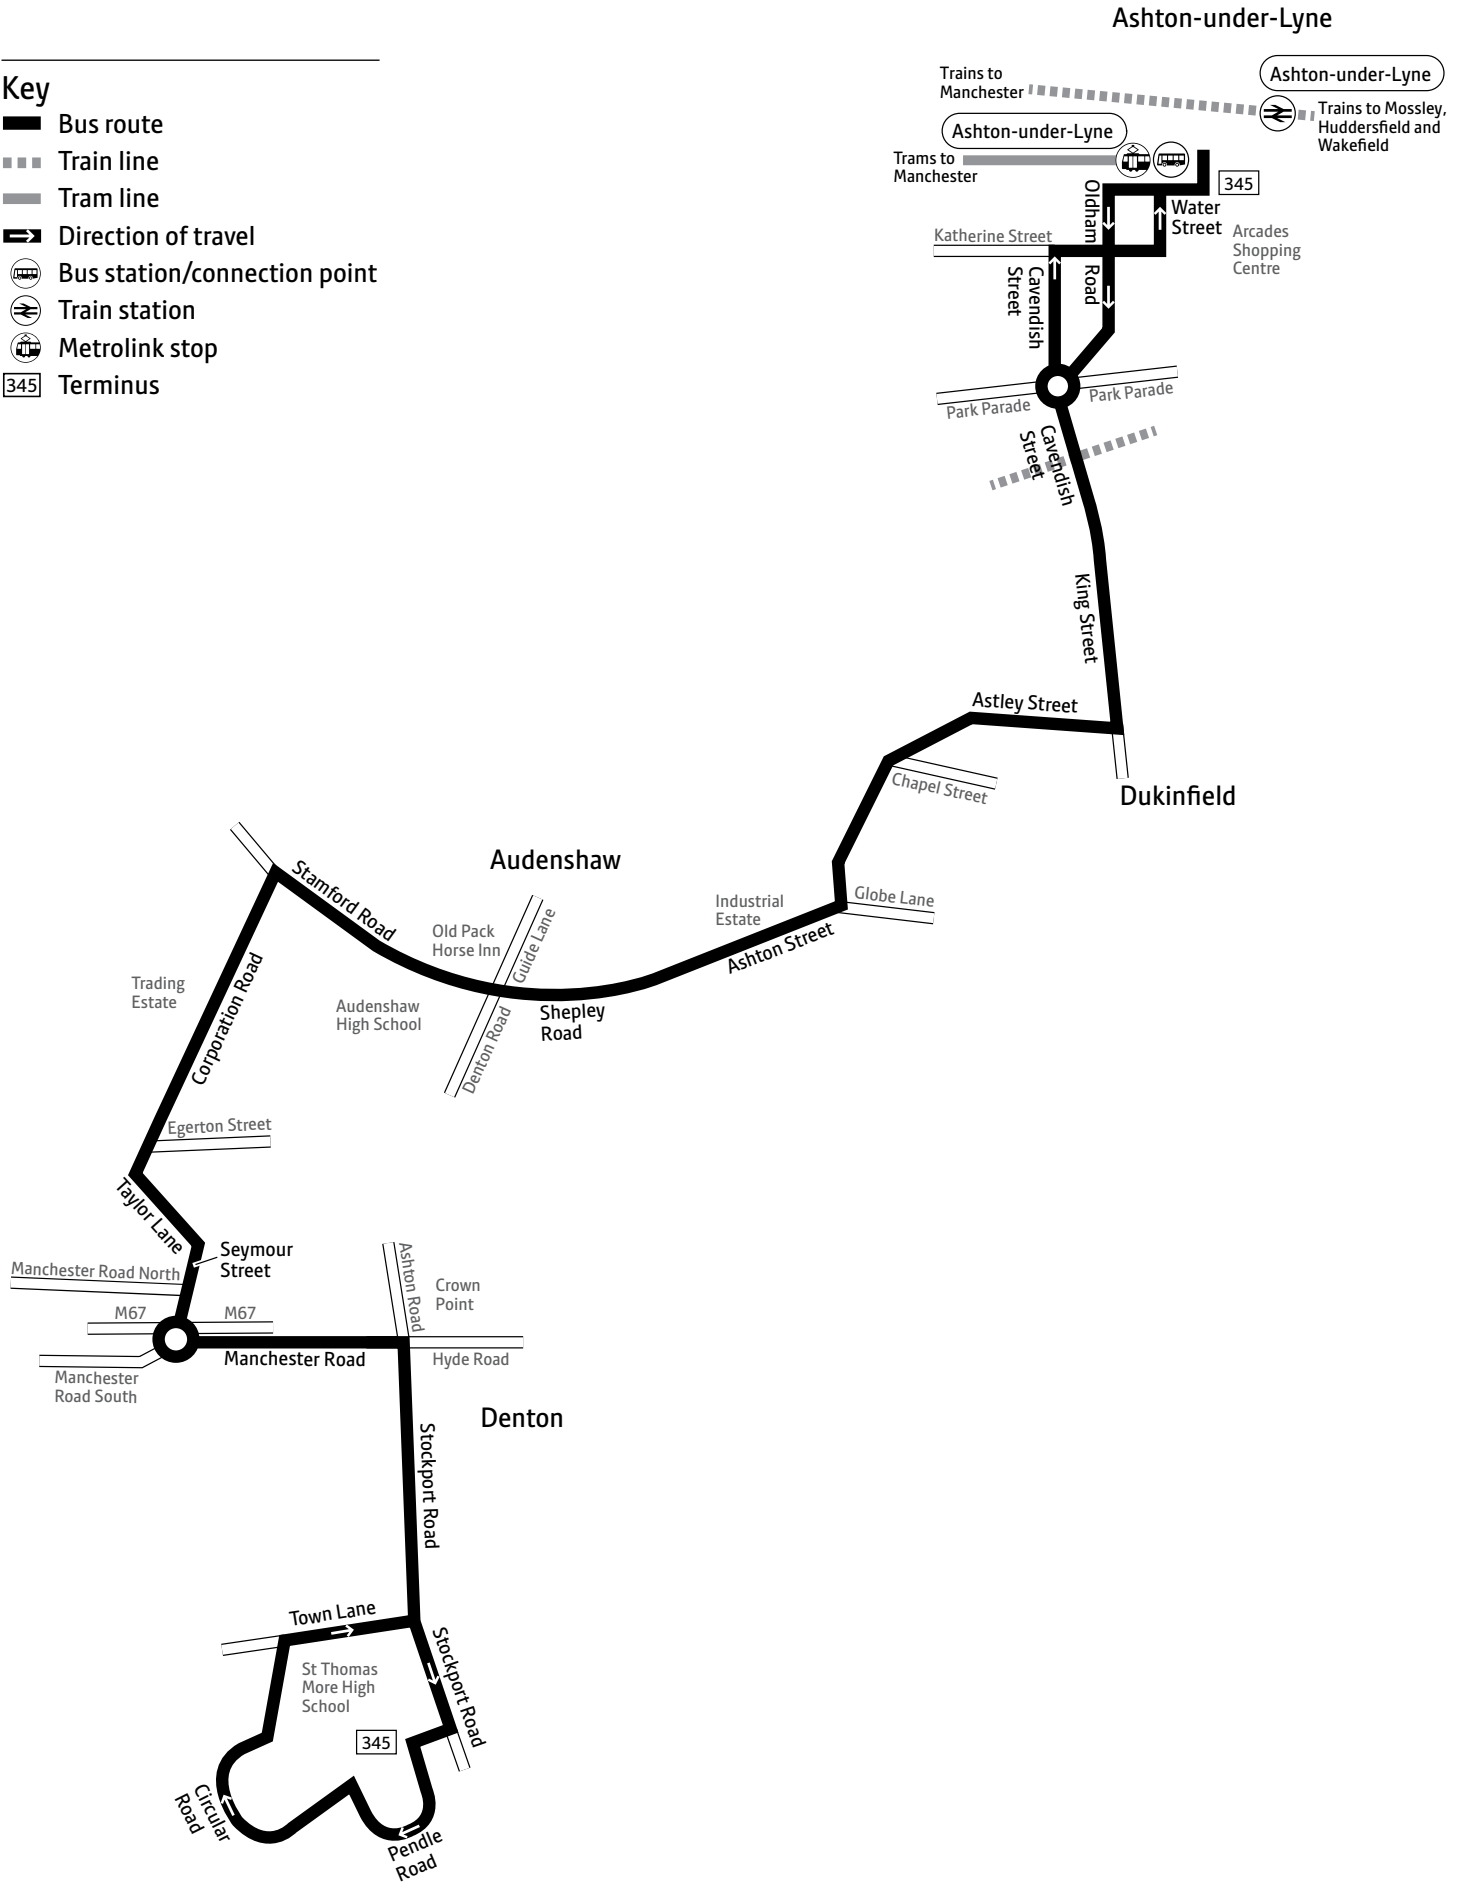 Ashton-under-Lyne
Key
Bus route
Train line
Tram line
Direction of travel
Bus station/connection point
Train station
Metrolink stop
345 Terminus
Trains to
Manchester
Ashton-under-Lyne
Trains to Mossley,
Huddersfield and
Wakefield
Ashton-under-Lyne
Trams to
Manchester
345
Oldham
Road
Water
Street
Arcades
Shopping
Centre
Katherine Street
Cavendish
Street
Park Parade
Park Parade
Cavendish
Street
King Street
Astley Street
Chapel Street
Dukinfield
Audenshaw
Globe Lane
Industrial
Estate
Ashton Street
Stamford Road
Old Pack
Horse Inn
Guide Lane
Trading
Estate
Corporation Road
Audenshaw
High School
Denton Road
Shepley
Road
Egerton Street
Taylor Lane
Seymour
Street
Manchester Road North
M67
M67
Ashton Road
Crown
Point
Manchester Road
Hyde Road
Manchester
Road South
Denton
Stockport Road
Town Lane
Stockport Road
St Thomas
More High
School
345
Circular
Road
Pendle
Road